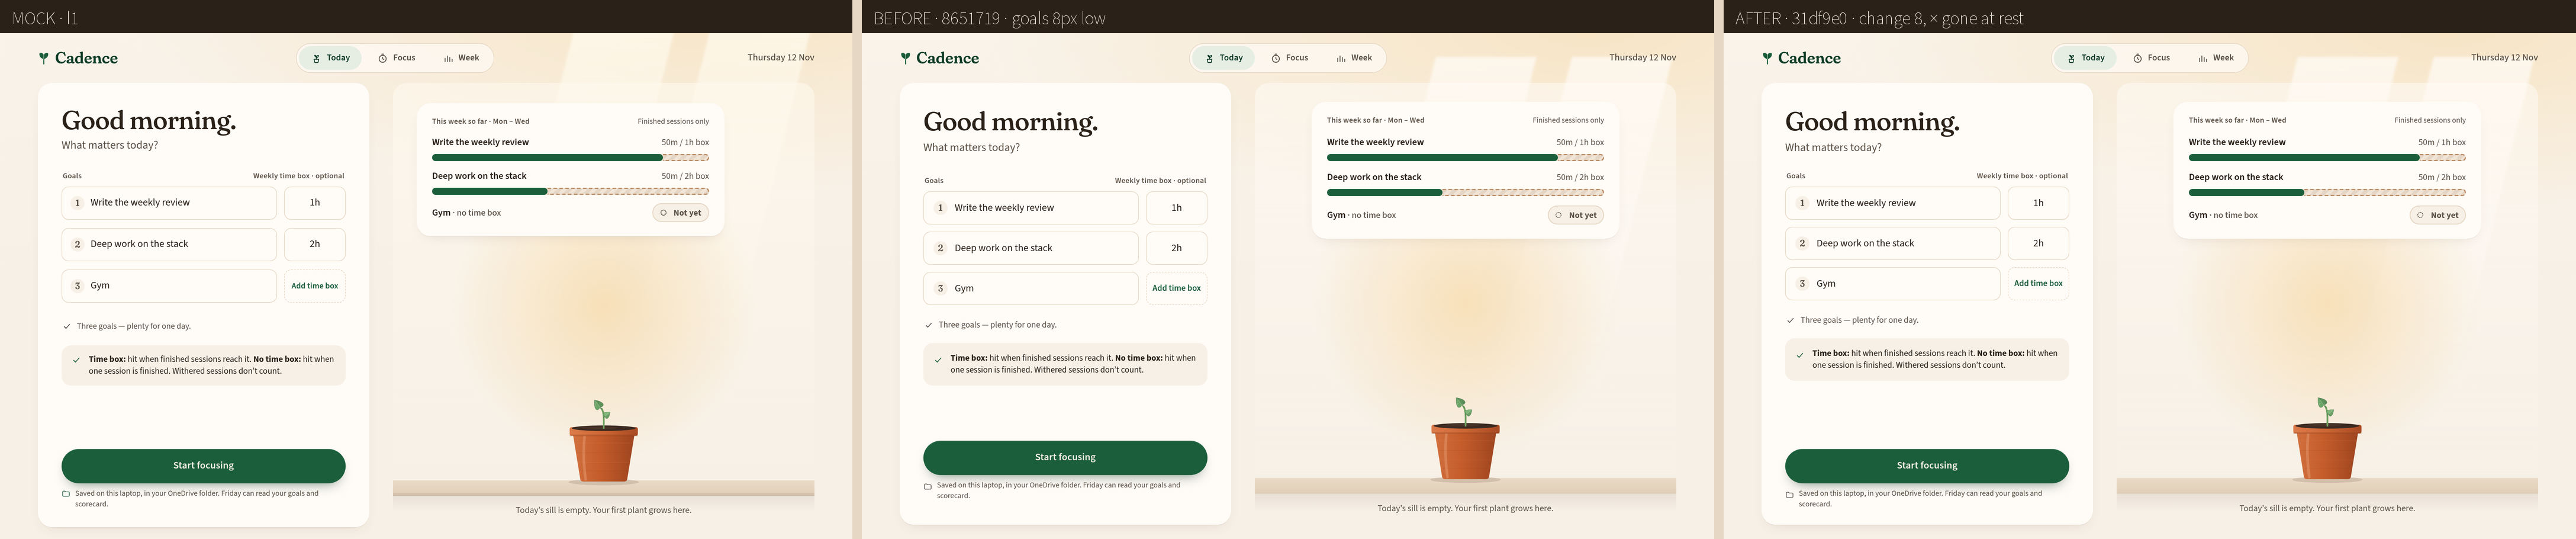 MOCK · l1
Cadence
Today
Focus
Week
Thursday 12 Nov
Good morning.
What matters today?
Goals
Weekly time box · optional
1 Write the weekly review
1h
2 Deep work on the stack
2h
3 Gym
Add time box
Three goals — plenty for one day.
Time box: hit when finished sessions reach it. No time box: hit when
one session is finished. Withered sessions don't count.
Start focusing
Saved on this laptop, in your OneDrive folder. Friday can read your goals and
scorecard.
This week so far · Mon – Wed
Finished sessions only
Write the weekly review
50m / 1h box
Deep work on the stack
50m / 2h box
Gym · no time box
Not yet
Today's sill is empty. Your first plant grows here.
BEFORE · 8651719 · goals 8px low
Cadence
Today
Focus
Week
Thursday 12 Nov
Good morning.
What matters today?
Goals
Weekly time box · optional
1 Write the weekly review
1h
2 Deep work on the stack
2h
3 Gym
Add time box
Three goals — plenty for one day.
Time box: hit when finished sessions reach it. No time box: hit when
one session is finished. Withered sessions don't count.
Start focusing
Saved on this laptop, in your OneDrive folder. Friday can read your goals and
scorecard.
This week so far · Mon – Wed
Finished sessions only
Write the weekly review
50m / 1h box
Deep work on the stack
50m / 2h box
Gym · no time box
Not yet
Today's sill is empty. Your first plant grows here.
AFTER · 31df9e0 · change 8, × gone at rest
Cadence
Today
Focus
Week
Thursday 12 Nov
Good morning.
What matters today?
Goals
Weekly time box · optional
1 Write the weekly review
1h
2 Deep work on the stack
2h
3 Gym
Add time box
Three goals — plenty for one day.
Time box: hit when finished sessions reach it. No time box: hit when
one session is finished. Withered sessions don't count.
Start focusing
Saved on this laptop, in your OneDrive folder. Friday can read your goals and
scorecard.
This week so far · Mon – Wed
Finished sessions only
Write the weekly review
50m / 1h box
Deep work on the stack
50m / 2h box
Gym · no time box
Not yet
Today's sill is empty. Your first plant grows here.